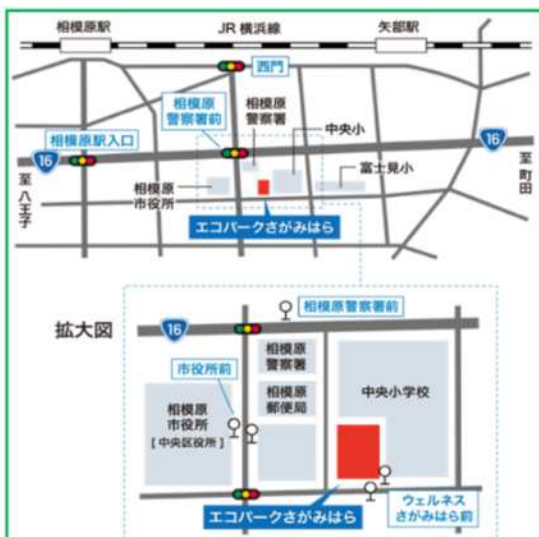 相模原駅
JR 横浜線
矢部駅
西門
相模原
警察署前
相模原
警察署
中央小
相模原駅入口
16
16
富士見小
至八王子
至町田
相模原
市役所
エコパークさがみはら
拡大図
16
相模原警察署前
相模原
警察署
市役所前
相模原
郵便局
中央小学校
相模原
市役所
[ 中央区役所 ]
エコパークさがみはら
ウェルネス
さがみはら前